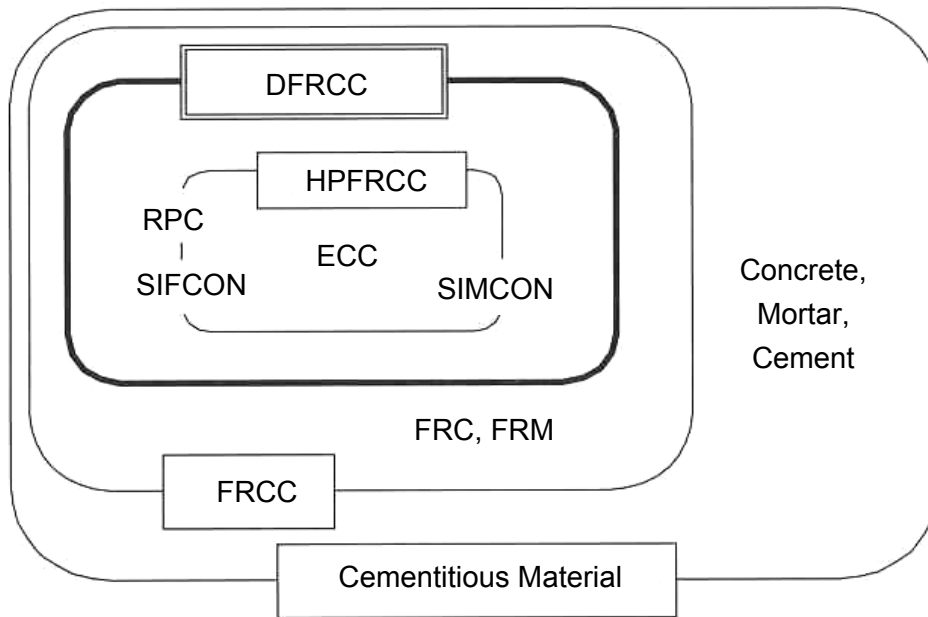 DFRCC
HPFRCC
RPC
ECC
SIFCON
SIMCON
Concrete,
Mortar,
Cement
FRC, FRM
FRCC
Cementitious Material